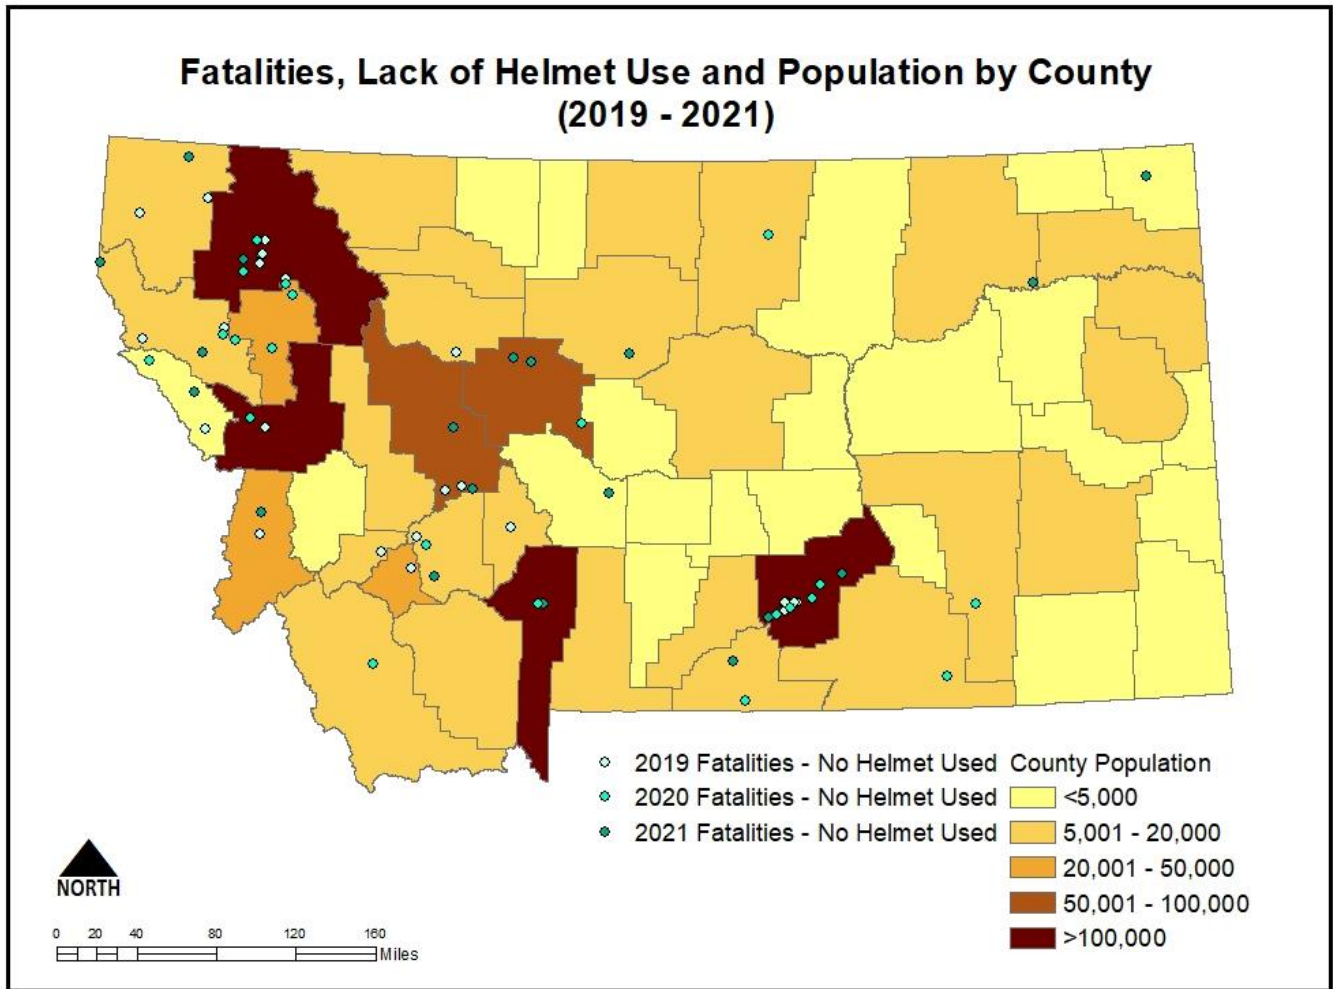 Fatalities, Lack of Helmet Use and Population by County
(2019 - 2021)
2019 Fatalities - No Helmet Used
2020 Fatalities - No Helmet Used
2021 Fatalities - No Helmet Used
County Population
<5,000
5,001 - 20,000
20,001 - 50,000
50,001 - 100,000
>100,000
NORTH
0 20 40 80 120 160
Miles